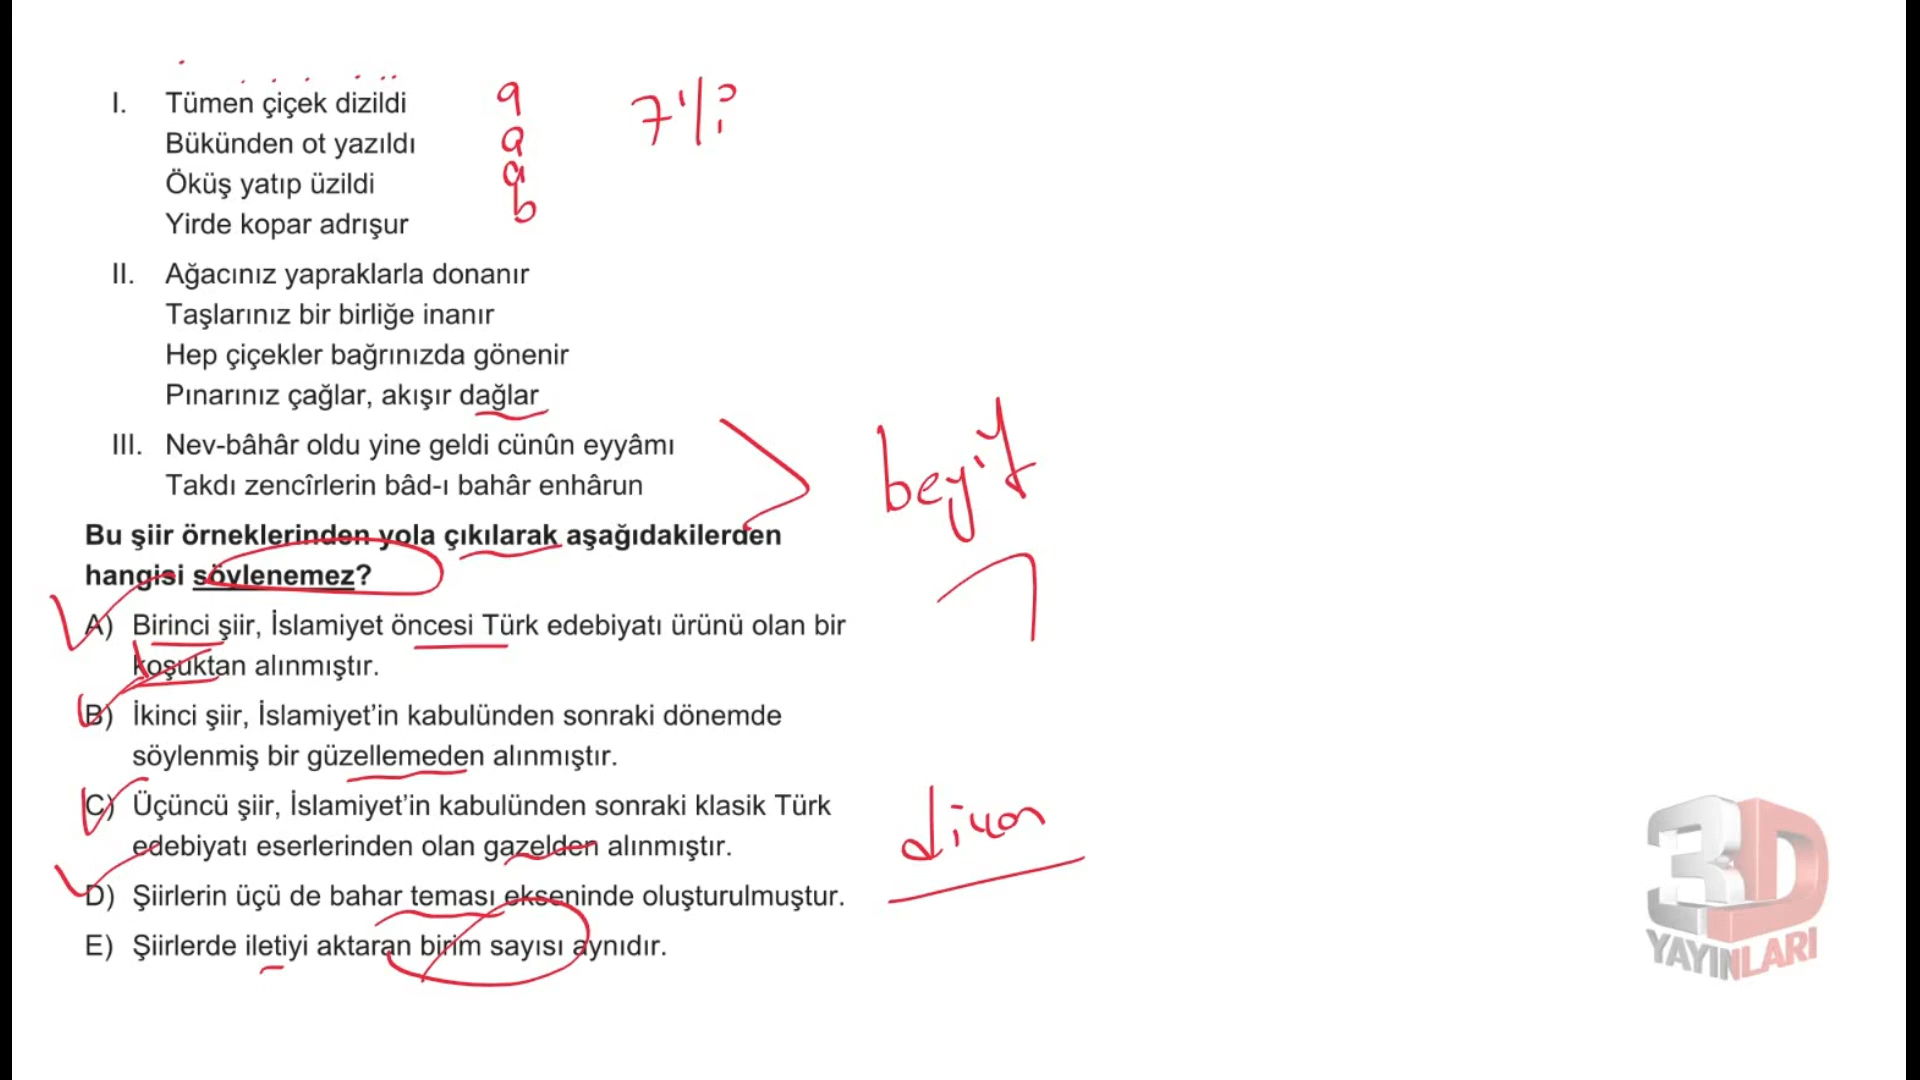 I. Tümen çiçek dizildi a 7'li
Bükünden ot yazıldı a
Öküş yatıp üzildi a
Yirde kopar adrışur b
II. Ağacınız yapraklarla donanır
Taşlarınız bir birliğe inanır
Hep çiçekler bağrınızda gönenir
Pınarınız çağlar, akışır dağlar
III. Nev-bâhâr oldu yine geldi cünûn eyyâmı
Takdı zencîrlerin bâd-ı bahâr enhârun
beyit
Bu şiir örneklerinden yola çıkılarak aşağıdakilerden
hangisi söylenemez?
A) Birinci şiir, İslamiyet öncesi Türk edebiyatı ürünü olan bir
koşuktan alınmıştır.
B) İkinci şiir, İslamiyet’in kabulünden sonraki dönemde
söylenmiş bir güzellemeden alınmıştır.
C) Üçüncü şiir, İslamiyet’in kabulünden sonraki klasik Türk
edebiyatı eserlerinden olan gazelden alınmıştır.
divan
D) Şiirlerin üçü de bahar teması ekseninde oluşturulmuştur.
E) Şiirlerde iletiyi aktaran birim sayısı aynıdır.
3D
YAYINLARI